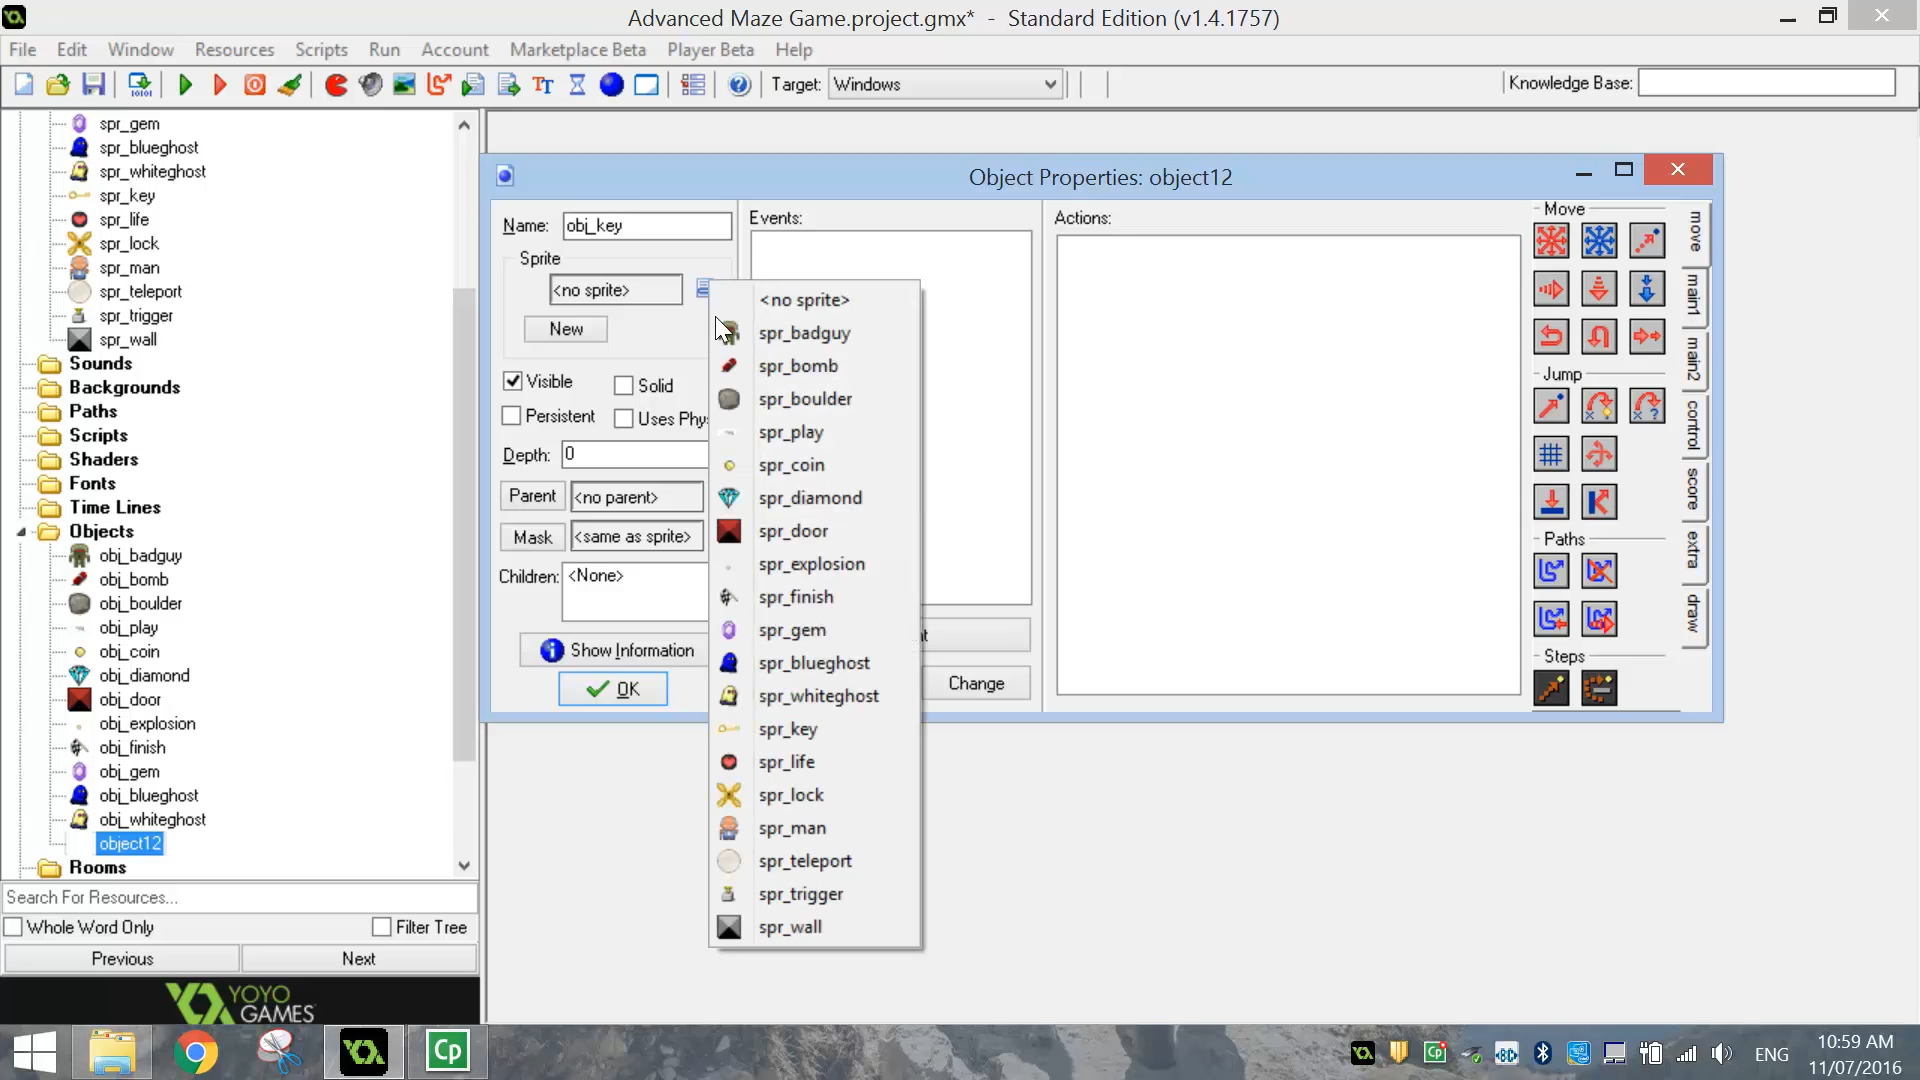 Advanced Maze Game.project.gmx* - Standard Edition (v1.4.1757)
File Edit Window Resources Scripts Run Account Marketplace Beta Player Beta Help
Target: Windows
Knowledge Base:
spr_gem
spr_blueghost
spr_whiteghost
spr_key
spr_life
spr_lock
spr_man
spr_teleport
spr_trigger
spr_wall
Sounds
Backgrounds
Paths
Scripts
Shaders
Fonts
Time Lines
Objects
obj_badguy
obj_bomb
obj_boulder
obj_play
obj_coin
obj_diamond
obj_door
obj_explosion
obj_finish
obj_gem
obj_blueghost
obj_whiteghost
object12
Rooms
Search For Resources...
Whole Word Only Filter Tree
Previous Next
YOYO
GAMES
Object Properties: object12
Name: obj_key
Sprite
<no sprite>
New
Visible Solid
Persistent Uses Phy
Depth: 0
Parent <no parent>
Mask <same as sprite>
Children: <None>
Show Information
OK
Events:
Change
<no sprite>
spr_badguy
spr_bomb
spr_boulder
spr_play
spr_coin
spr_diamond
spr_door
spr_explosion
spr_finish
spr_gem
spr_blueghost
spr_whiteghost
spr_key
spr_life
spr_lock
spr_man
spr_teleport
spr_trigger
spr_wall
Actions:
Move
Jump
Paths
Steps
move
main1
main2
control
score
extra
draw
Cp
ENG
10:59 AM
11/07/2016